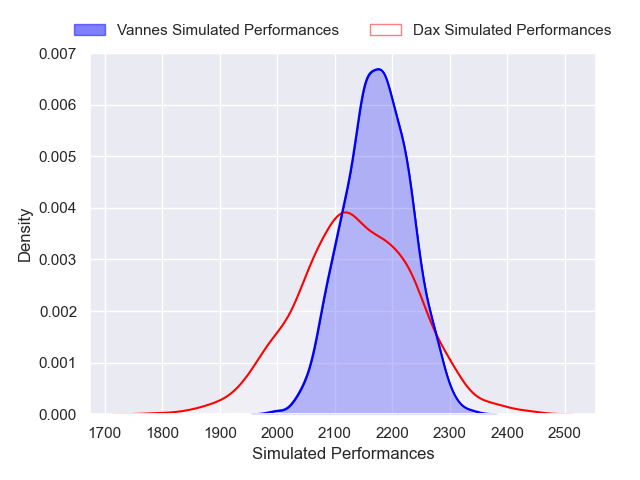 Vannes Simulated Performances Dax Simulated Performances
0.007
0.006
0.005
0.004
0.003
0.002
0.001
0.000
Density
1700 1800 1900 2000 2100 2200 2300 2400 2500
Simulated Performances